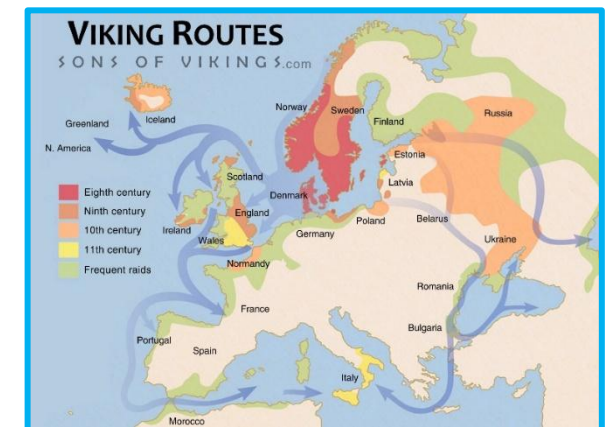 VIKING ROUTES
SONS OF VIKINGS.com
Norway
Sweden
Finland
Russia
Iceland
Greenland
N. America
Estonia
Scotland
Latvia
Eighth century
Denmark
Ninth century
England
10th century
Ireland
Poland
Belarus
11th century
Wales
Germany
Ukraine
Frequent raids
Normandy
Romania
France
Bulgaria
Portugal
Spain
Italy
Morocco